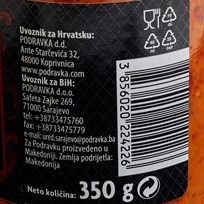 Uvoznik za Hrvatsku:
PODRAVKA d.d.
Ante Starčevića 32,
48000 Koprivnica
www.podravka.com
Uvoznik za BiH:
PODRAVKA d.o.o.
Safeta Zajke 269,
71000 Sarajevo
tel: +38733475760
fax: +38733475779
e-mail: ured.sarajevo@podravka.ba
Za Podravku proizvedeno u
Makedoniji. Zemlja podrijetla:
Makedonija
Neto količina: 350 g
3 856020 224226